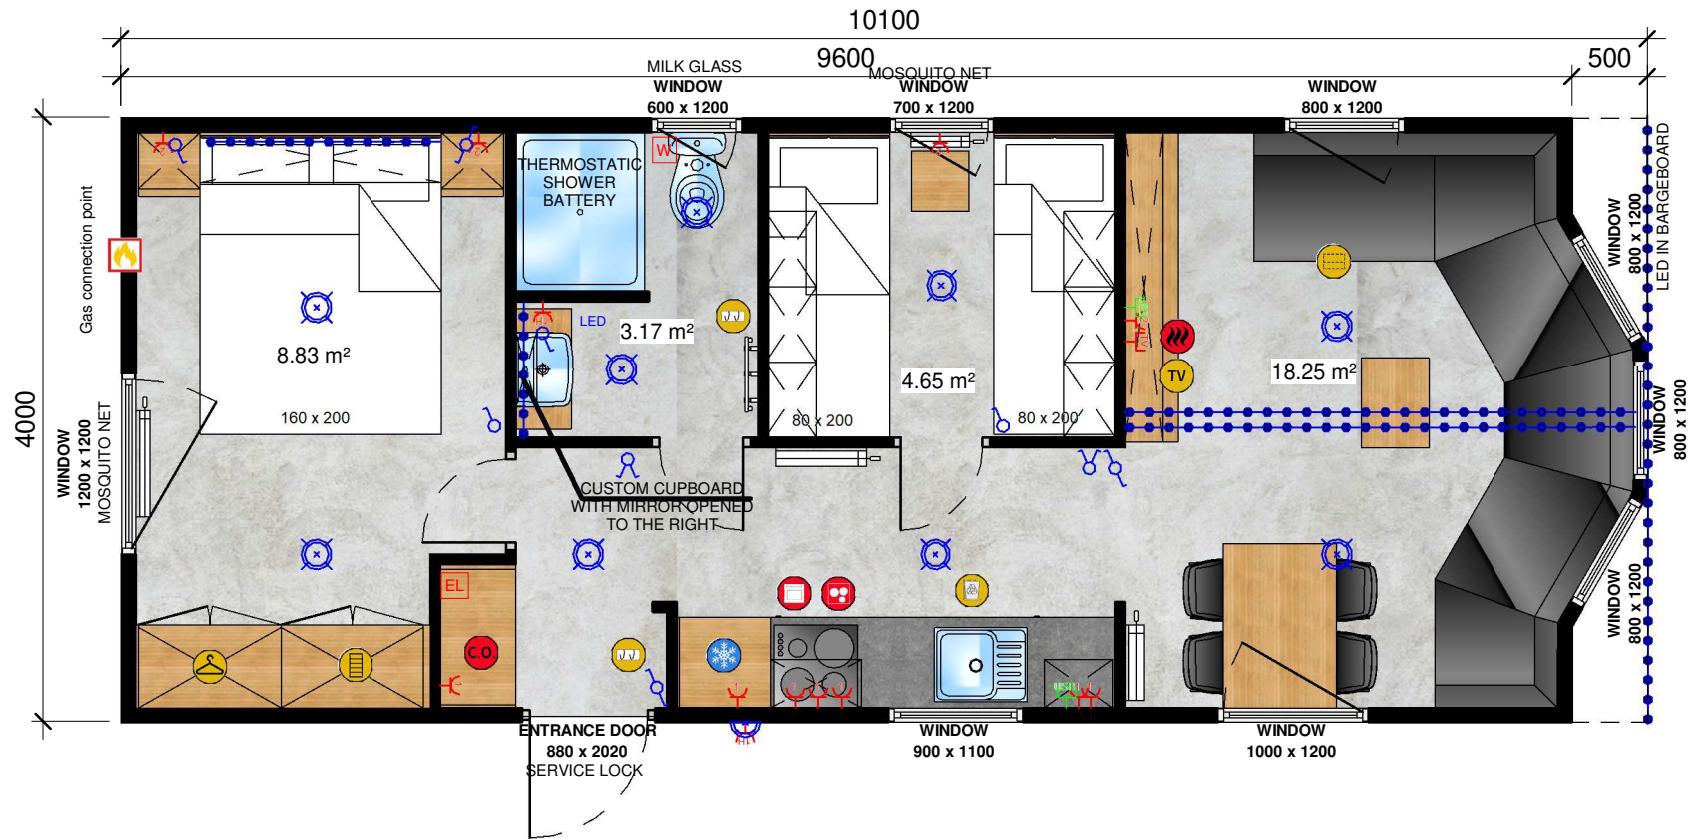 10100
9600
500
MILK GLASS
WINDOW
600 x 1200
MOSQUITO NET
WINDOW
700 x 1200
WINDOW
800 x 1200
4000
Gas connection point
WINDOW
1200 x 1200
MOSQUITO NET
8.83 m²
160 x 200
THERMOSTATIC
SHOWER
BATTERY
W
LED
3.17 m²
4.65 m²
80 x 200
80 x 200
TV
18.25 m²
WINDOW
800 x 1200
LED IN BARGEBOARD
WINDOW
800 x 1200
WINDOW
800 x 1200
CUSTOM CUPBOARD
WITH MIRROR OPENED
TO THE RIGHT
EL
C.O.
ENTRANCE DOOR
880 x 2020
SERVICE LOCK
WINDOW
900 x 1100
WINDOW
1000 x 1200